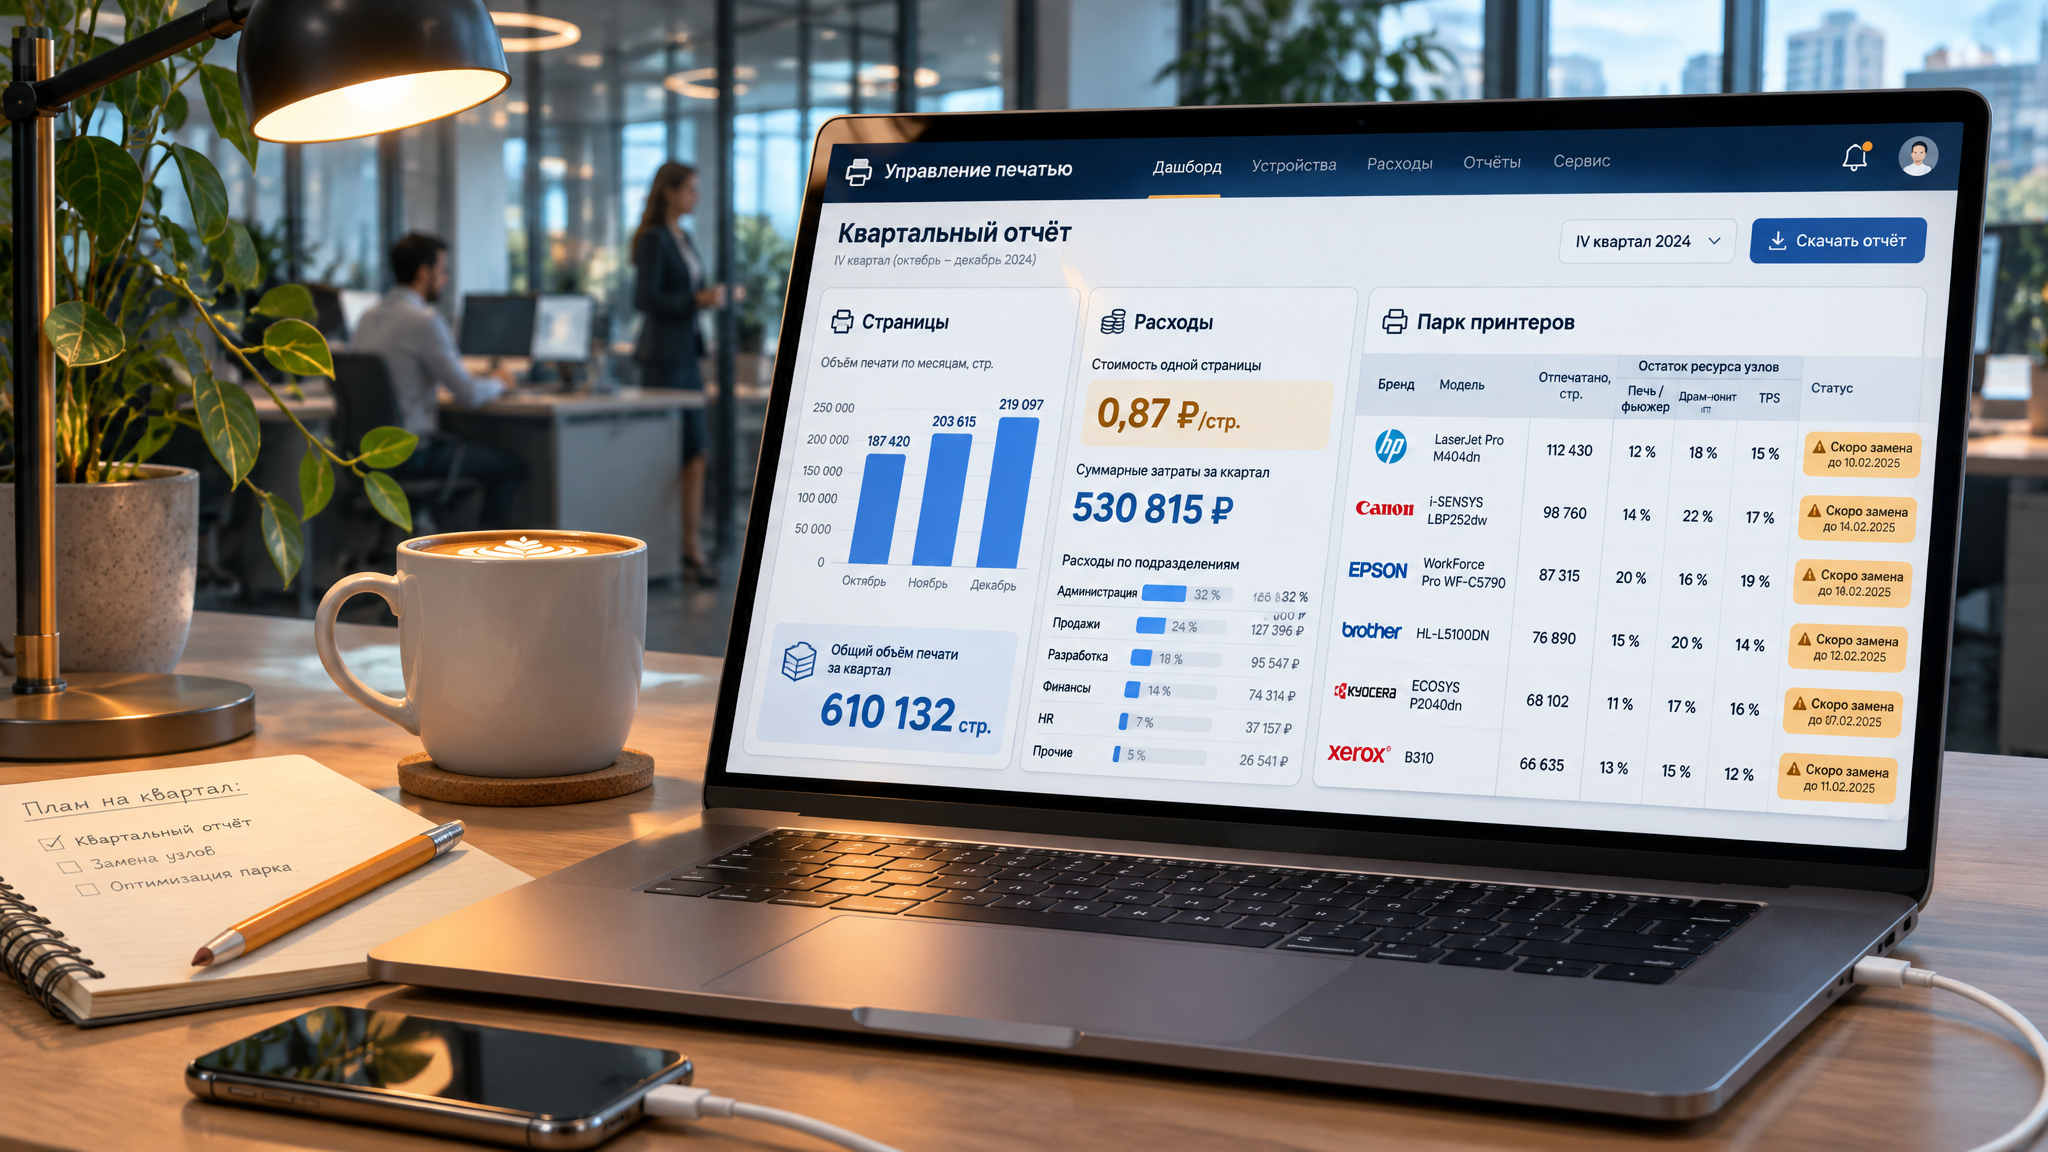 Управление печатью
Дашборд
Устройства
Расходы
Отчёты
Сервис
Квартальный отчёт
IV квартал (октябрь – декабрь 2024)
IV квартал 2024
Скачать отчёт
Страницы
Объём печати по месяцам, стр.
250 000
200 000
150 000
100 000
50 000
0
187 420
203 615
219 097
Октябрь
Ноябрь
Декабрь
Общий объём печати
за квартал
610 132 стр.
Расходы
Стоимость одной страницы
0,87 ₽/стр.
Суммарные затраты за квартал
530 815 ₽
Расходы по подразделениям
Администрация 32 % 32 %
Продажи 24 % 127 396 ₽
Разработка 18 % 95 547 ₽
Финансы 14 % 74 314 ₽
HR 7 % 37 157 ₽
Прочие 5 % 26 541 ₽
Парк принтеров
Бренд
Модель
Отпечатано,
стр.
Остаток ресурса узлов
Печь /
фьюжер
Драм-юнит
TPS
Статус
hp LaserJet Pro
M404dn
112 430 12 % 18 % 15 %
Скоро замена
до 10.02.2025
Canon i-SENSYS
LBP252dw
98 760 14 % 22 % 17 %
Скоро замена
до 14.02.2025
EPSON WorkForce
Pro WF-C5790
87 315 20 % 16 % 19 %
Скоро замена
до 18.02.2025
brother HL-L5100DN
76 890 15 % 20 % 14 %
Скоро замена
до 12.02.2025
KYOCERA ECOSYS
P2040dn
68 102 11 % 17 % 16 %
Скоро замена
до 07.02.2025
xerox B310
66 635 13 % 15 % 12 %
Скоро замена
до 11.02.2025
План на квартал:
Квартальный отчёт
Замена узлов
Оптимизация парка